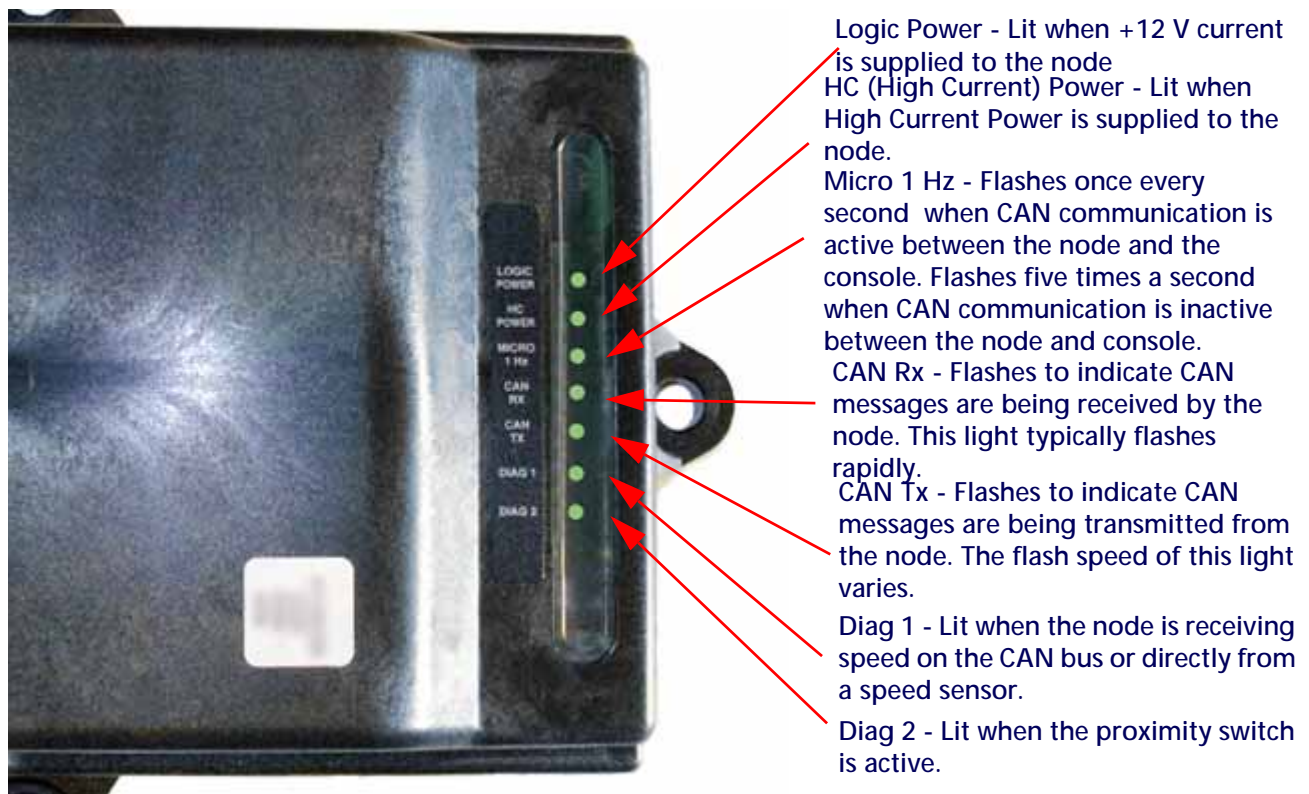 Logic Power - Lit when +12 V current
is supplied to the node
HC (High Current) Power - Lit when
High Current Power is supplied to the
node.
Micro 1 Hz - Flashes once every
second when CAN communication is
active between the node and the
console. Flashes five times a second
when CAN communication is inactive
between the node and console.
CAN Rx - Flashes to indicate CAN
messages are being received by the
node. This light typically flashes
rapidly.
CAN Tx - Flashes to indicate CAN
messages are being transmitted from
the node. The flash speed of this light
varies.
Diag 1 - Lit when the node is receiving
speed on the CAN bus or directly from
a speed sensor.
Diag 2 - Lit when the proximity switch
is active.
LOGIC
POWER
HC
POWER
MICRO
1 Hz
CAN
RX
CAN
TX
DIAG 1
DIAG 2